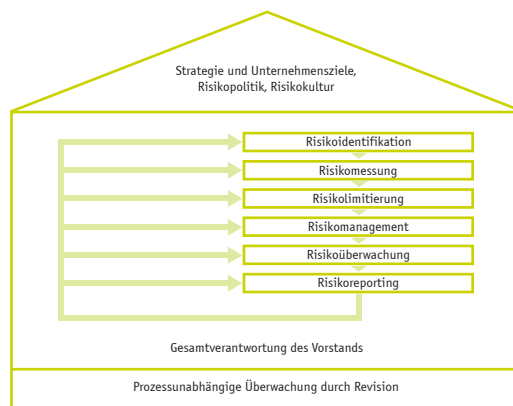 Strategie und Unternehmensziele,
Risikopolitik, Risikokultur
Risikoidentifikation
Risikomessung
Risikolimitierung
Risikomanagement
Risikoüberwachung
Risikoreporting
Gesamtverantwortung des Vorstands
Prozessunabhängige Überwachung durch Revision